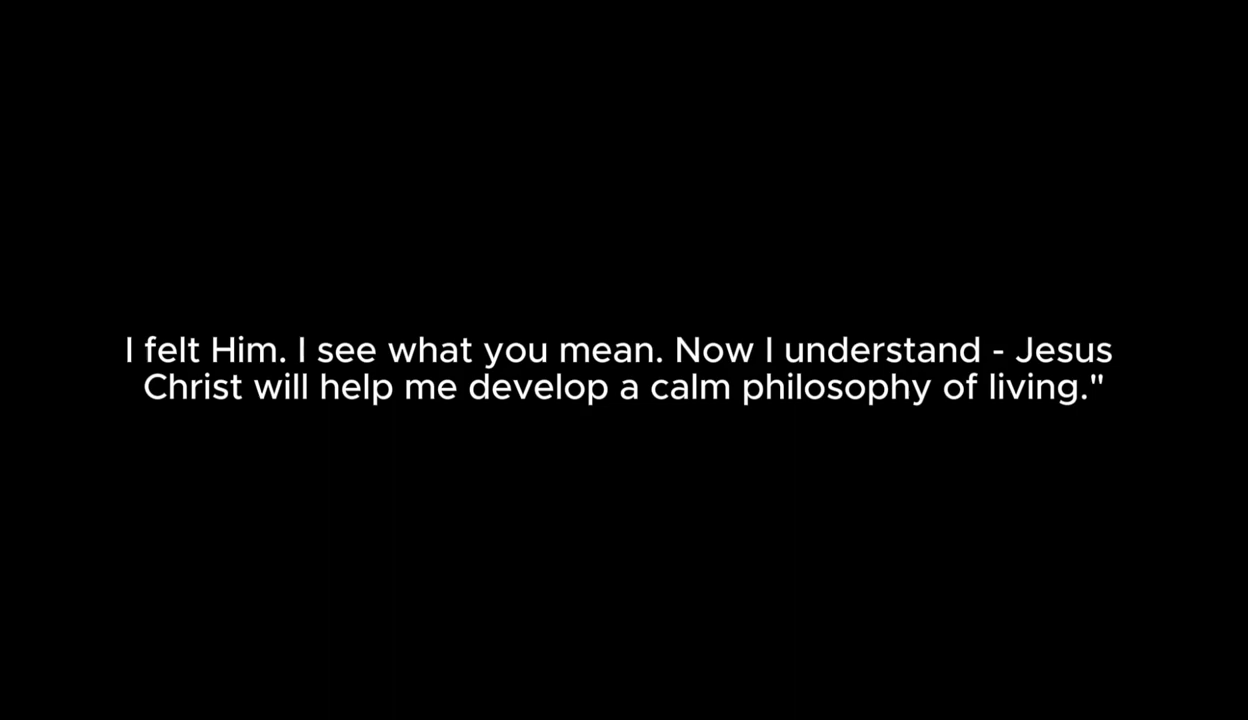 I felt Him. I see what you mean. Now I understand - Jesus
Christ will help me develop a calm philosophy of living."